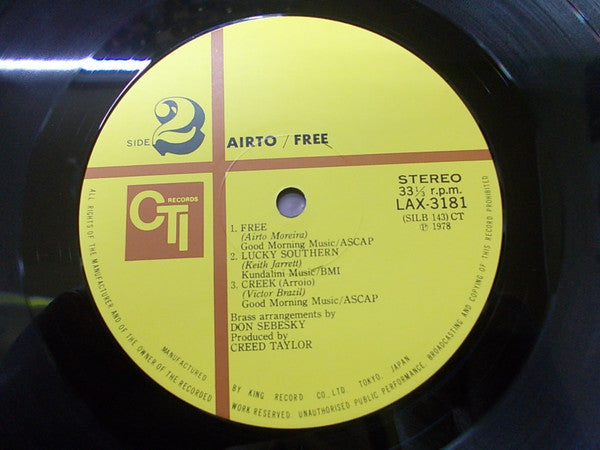 SIDE 2
AIRTO / FREE
CTI RECORDS
STEREO
33⅓ r.p.m.
LAX-3181
(SILB 143) CT
℗ 1978
1. FREE
(Airto Moreira)
Good Morning Music/ASCAP
2. LUCKY SOUTHERN
(Keith Jarrett)
Kundalini Music/BMI
3. CREEK (Arroio)
(Victor Brazil)
Good Morning Music/ASCAP
Brass arrangements by
DON SEBESKY
Produced by
CREED TAYLOR
MANUFACTURED BY KING RECORD CO., LTD. TOKYO, JAPAN
ALL RIGHTS OF THE MANUFACTURER AND OF THE OWNER OF THE RECORDED WORK RESERVED. UNAUTHORISED PUBLIC PERFORMANCE, BROADCASTING AND COPYING OF THIS RECORD PROHIBITED